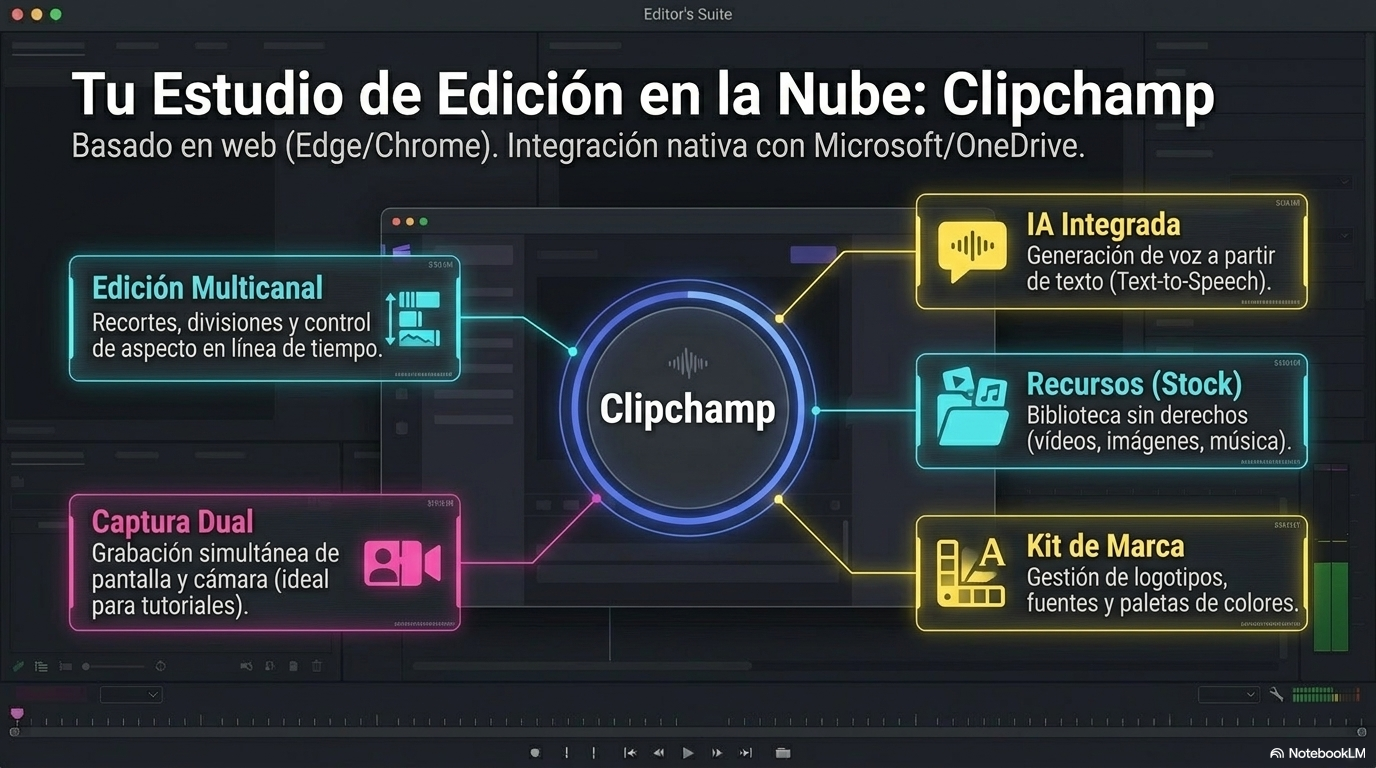 Editor's Suite
Tu Estudio de Edición en la Nube: Clipchamp
Basado en web (Edge/Chrome). Integración nativa con Microsoft/OneDrive.
Edición Multicanal
Recortes, divisiones y control
de aspecto en línea de tiempo.
Captura Dual
Grabación simultánea de
pantalla y cámara (ideal
para tutoriales).
Clipchamp
IA Integrada
Generación de voz a partir
de texto (Text-to-Speech).
Recursos (Stock)
Biblioteca sin derechos
(vídeos, imágenes, música).
A
Kit de Marca
Gestión de logotipos,
fuentes y paletas de colores.
NotebookLM